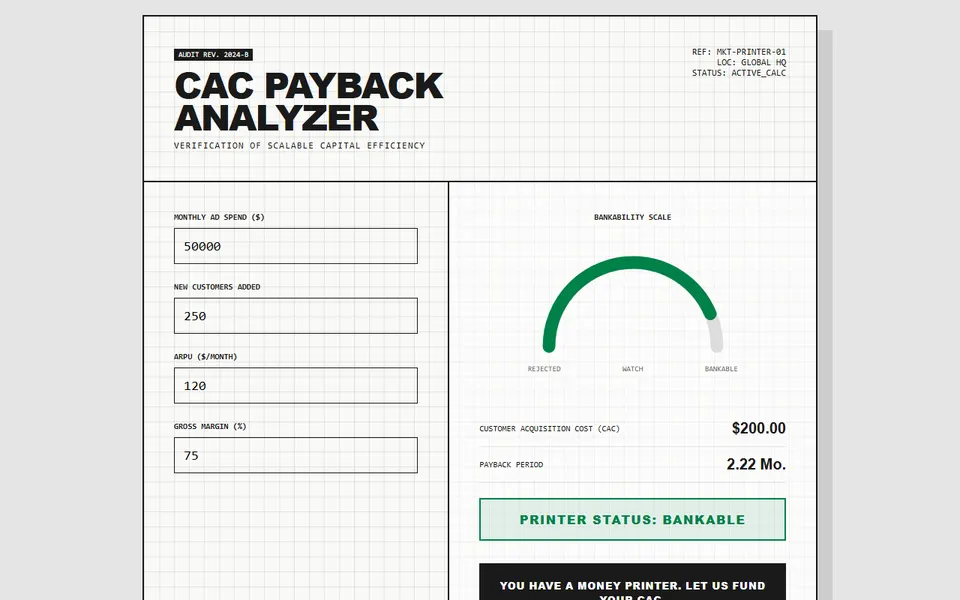 AUDIT REV. 2024-B
CAC PAYBACK
ANALYZER
VERIFICATION OF SCALABLE CAPITAL EFFICIENCY
REF: MKT-PRINTER-01
LOC: GLOBAL HQ
STATUS: ACTIVE_CALC
MONTHLY AD SPEND ($)
50000
NEW CUSTOMERS ADDED
250
ARPU ($/MONTH)
120
GROSS MARGIN (%)
75
BANKABILITY SCALE
REJECTED WATCH BANKABLE
CUSTOMER ACQUISITION COST (CAC) $200.00
PAYBACK PERIOD 2.22 Mo.
PRINTER STATUS: BANKABLE
YOU HAVE A MONEY PRINTER. LET US FUND
YOUR CAC